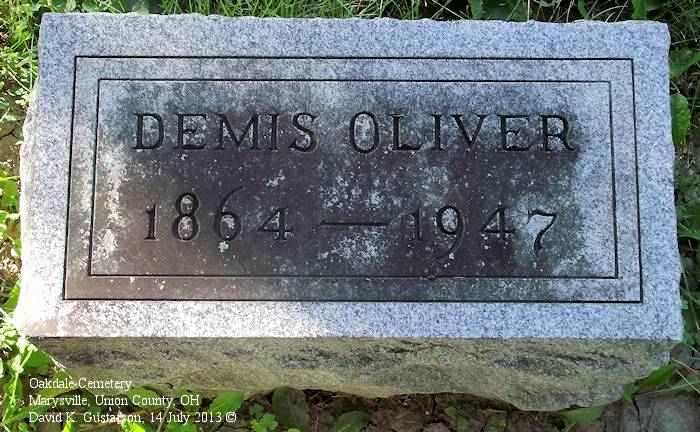 DEMIS OLIVER
1864 — 1947
Oakdale Cemetery
Marysville, Union County, OH
David K. Gustafson, 14 July 2013 ©